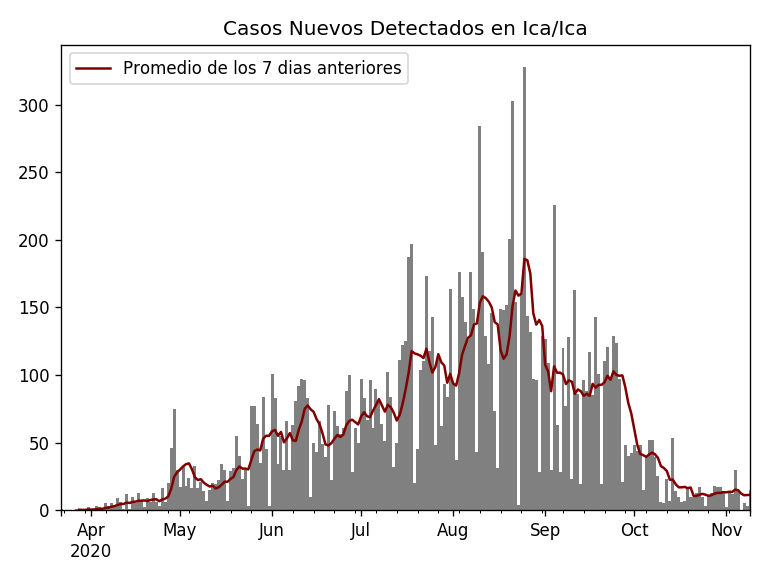 Casos Nuevos Detectados en Ica/Ica
Promedio de los 7 dias anteriores
300
250
200
150
100
50
0
Apr May Jun Jul Aug Sep Oct Nov
2020